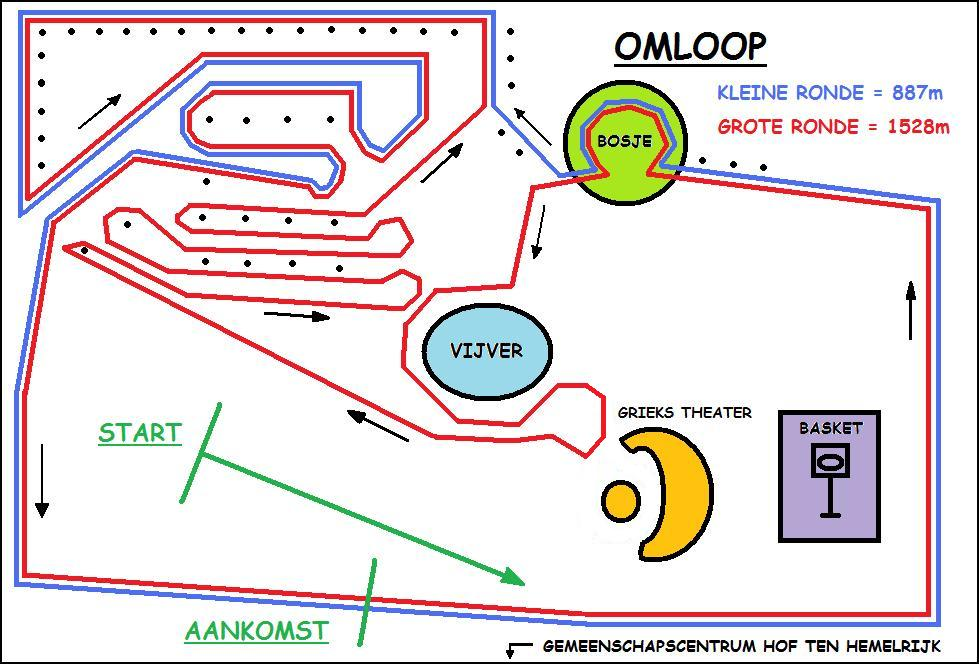 OMLOOP
KLEINE RONDE = 887m
GROTE RONDE = 1528m
BOSJE
VIJVER
GRIEKS THEATER
BASKET
START
AANKOMST
GEMEENSCHAPSCENTRUM HOF TEN HEMELRIJK